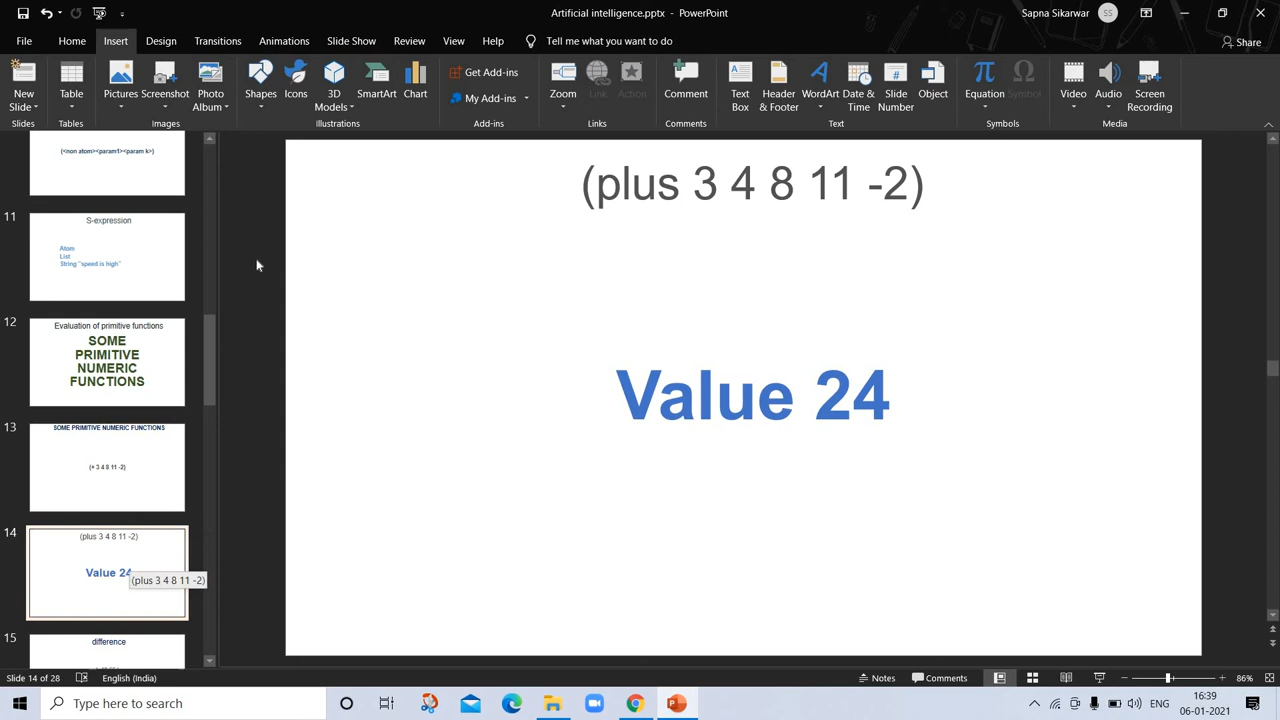 Artificial intelligence.pptx - PowerPoint
Sapna Sikarwar
SS
File Home Insert Design Transitions Animations Slide Show Review View Help Tell me what you want to do
Share
New Slide
Table
Pictures
Screenshot
Photo Album
Shapes
Icons
3D Models
SmartArt
Chart
Get Add-ins
My Add-ins
Zoom
Link
Action
Comment
Text Box
Header & Footer
WordArt
Date & Time
Slide Number
Object
Equation
Symbol
Video
Audio
Screen Recording
Slides Tables Images Illustrations Add-ins Links Comments Text Symbols Media
(<non atom><param1><param k>)
11
S-expression
Atom
List
String "speed is high"
12
Evaluation of primitive functions
SOME
PRIMITIVE
NUMERIC
FUNCTIONS
13
SOME PRIMITIVE NUMERIC FUNCTIONS
(+ 3 4 8 11 -2)
14
(plus 3 4 8 11 -2)
Value 24
(plus 3 4 8 11 -2)
15
difference
(plus 3 4 8 11 -2)
Value 24
Slide 14 of 28
English (India)
Notes
Comments
86%
Type here to search
ENG
16:39
06-01-2021